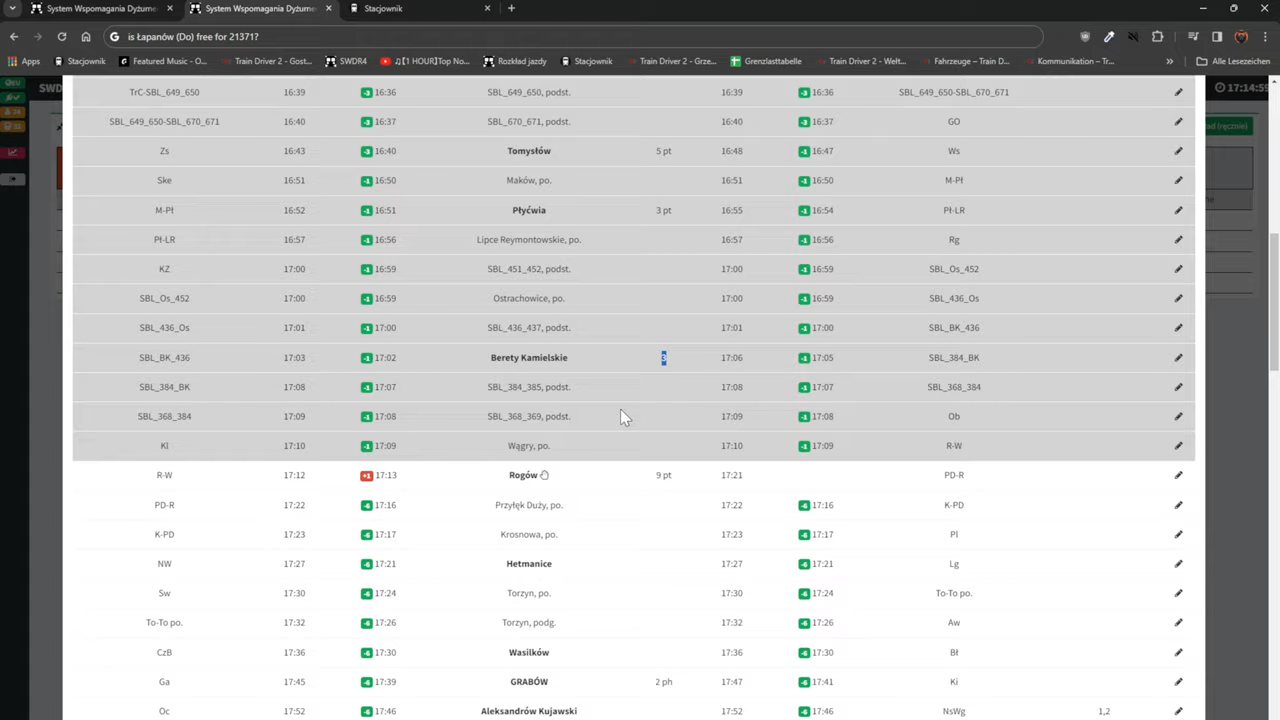 System Wspomagania Dyżurne
System Wspomagania Dyżurne
Stacjownik
is Łapanów (Do) free for 21371?
Apps Stacjownik Featured Music - O... Train Driver 2 - Gost... SWDR4 ♫[1 HOUR]Top No... Rozkład jazdy Stacjownik Train Driver 2 - Grze... Grenzlasttabelle Train Driver 2 - Welt... Fahrzeuge – Train D... Kommunikation – Tr... » Alle Lesezeichen
EU SWD 17:14:59
TrC-SBL_649_650 16:39 -3 16:36 SBL_649_650, podst. 16:39 -3 16:36 SBL_649_650-SBL_670_671
SBL_649_650-SBL_670_671 16:40 -3 16:37 SBL_670_671, podst. 16:40 -3 16:37 GO ad (ręcznie)
Zs 16:43 -3 16:40 Tomysłów 5 pt 16:48 -1 16:47 Ws
Ske 16:51 -1 16:50 Maków, po. 16:51 -1 16:50 M-Pł
M-Pł 16:52 -1 16:51 Płyćwia 3 pt 16:55 -1 16:54 Pł-LR
Pł-LR 16:57 -1 16:56 Lipce Reymontowskie, po. 16:57 -1 16:56 Rg
KZ 17:00 -1 16:59 SBL_451_452, podst. 17:00 -1 16:59 SBL_Os_452
SBL_Os_452 17:00 -1 16:59 Ostrachowice, po. 17:00 -1 16:59 SBL_436_Os
SBL_436_Os 17:01 -1 17:00 SBL_436_437, podst. 17:01 -1 17:00 SBL_BK_436
SBL_BK_436 17:03 -1 17:02 Berety Kamielskie 3 17:06 -1 17:05 SBL_384_BK
SBL_384_BK 17:08 -1 17:07 SBL_384_385, podst. 17:08 -1 17:07 SBL_368_384
SBL_368_384 17:09 -1 17:08 SBL_368_369, podst. 17:09 -1 17:08 Ob
Kl 17:10 -1 17:09 Wągry, po. 17:10 -1 17:09 R-W
R-W 17:12 +1 17:13 Rogów 9 pt 17:21 PD-R
PD-R 17:22 -6 17:16 Przyłęk Duży, po. 17:22 -6 17:16 K-PD
K-PD 17:23 -6 17:17 Krosnowa, po. 17:23 -6 17:17 Pl
NW 17:27 -6 17:21 Hetmanice 17:27 -6 17:21 Lg
Sw 17:30 -6 17:24 Torzyn, po. 17:30 -6 17:24 To-To po.
To-To po. 17:32 -6 17:26 Torzyn, podg. 17:32 -6 17:26 Aw
CzB 17:36 -6 17:30 Wasilków 17:36 -6 17:30 Bł
Ga 17:45 -6 17:39 GRABÓW 2 ph 17:47 -6 17:41 Ki
Oc 17:52 -6 17:46 Aleksandrów Kujawski 17:52 -6 17:46 NsWg 1,2